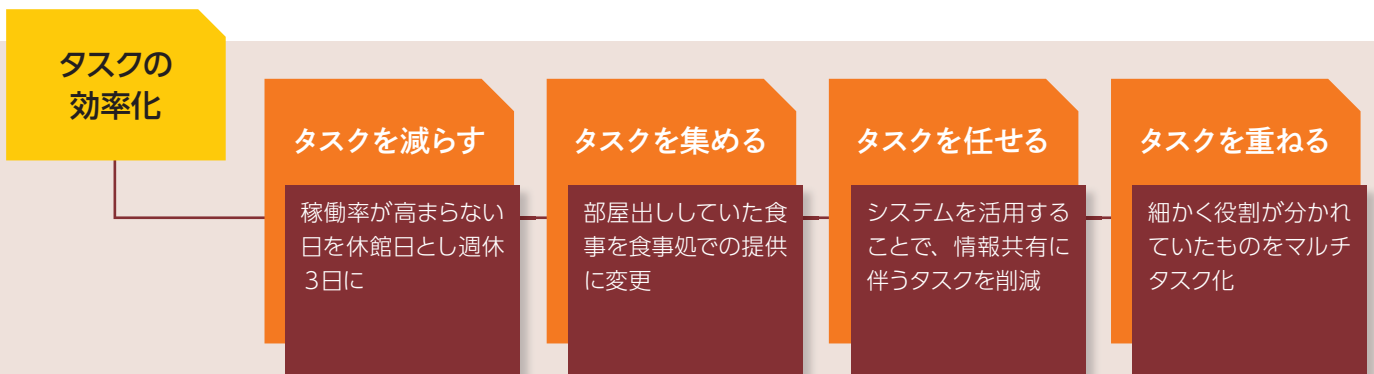 タスクの
効率化
タスクを減らす
稼働率が高まらない
日を休館日とし週休
3日に
タスクを集める
部屋出ししていた食
事を食事処での提供
に変更
タスクを任せる
システムを活用する
ことで、情報共有に
伴うタスクを削減
タスクを重ねる
細かく役割が分かれ
ていたものをマルチ
タスク化